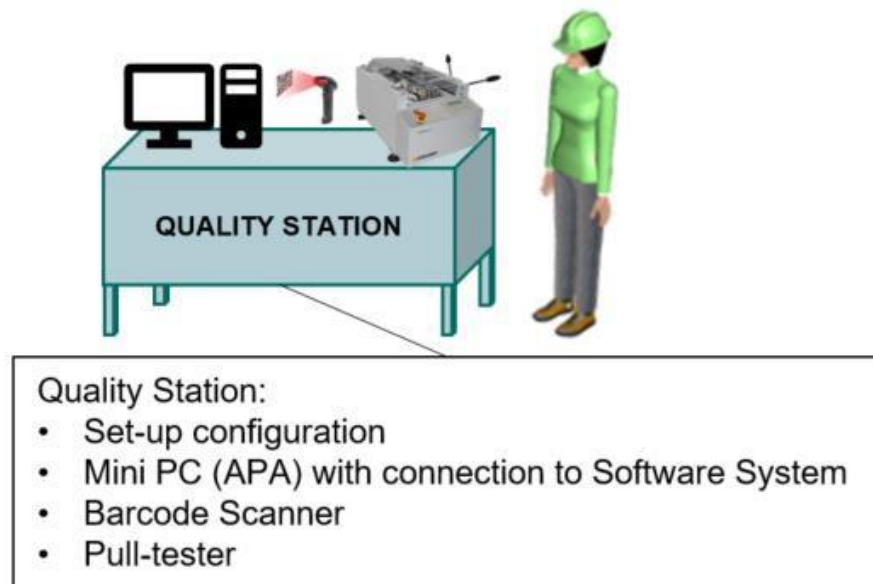 QUALITY STATION
Quality Station:
• Set-up configuration
• Mini PC (APA) with connection to Software System
• Barcode Scanner
• Pull-tester